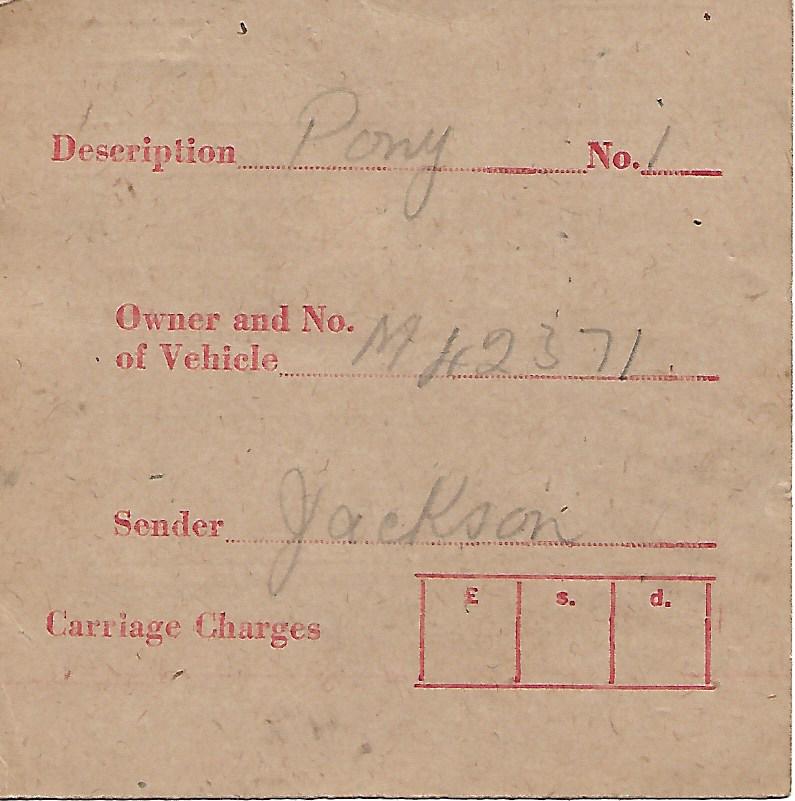 Description Pony No. 1
Owner and No.
of Vehicle M 42371
Sender Jackson
£ s. d.
Carriage Charges